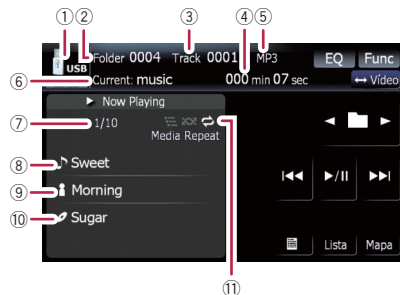 ① ② ③ ④ ⑤
USB Folder 0004 Track 0001 MP3 EQ Func
⑥ Current: music 000 min 07 sec ↔ Vídeo
► Now Playing
⑦ 1/10
Media Repeat
⑧ Sweet
⑨ Morning
⑩ Sugar
Lista Mapa
⑪